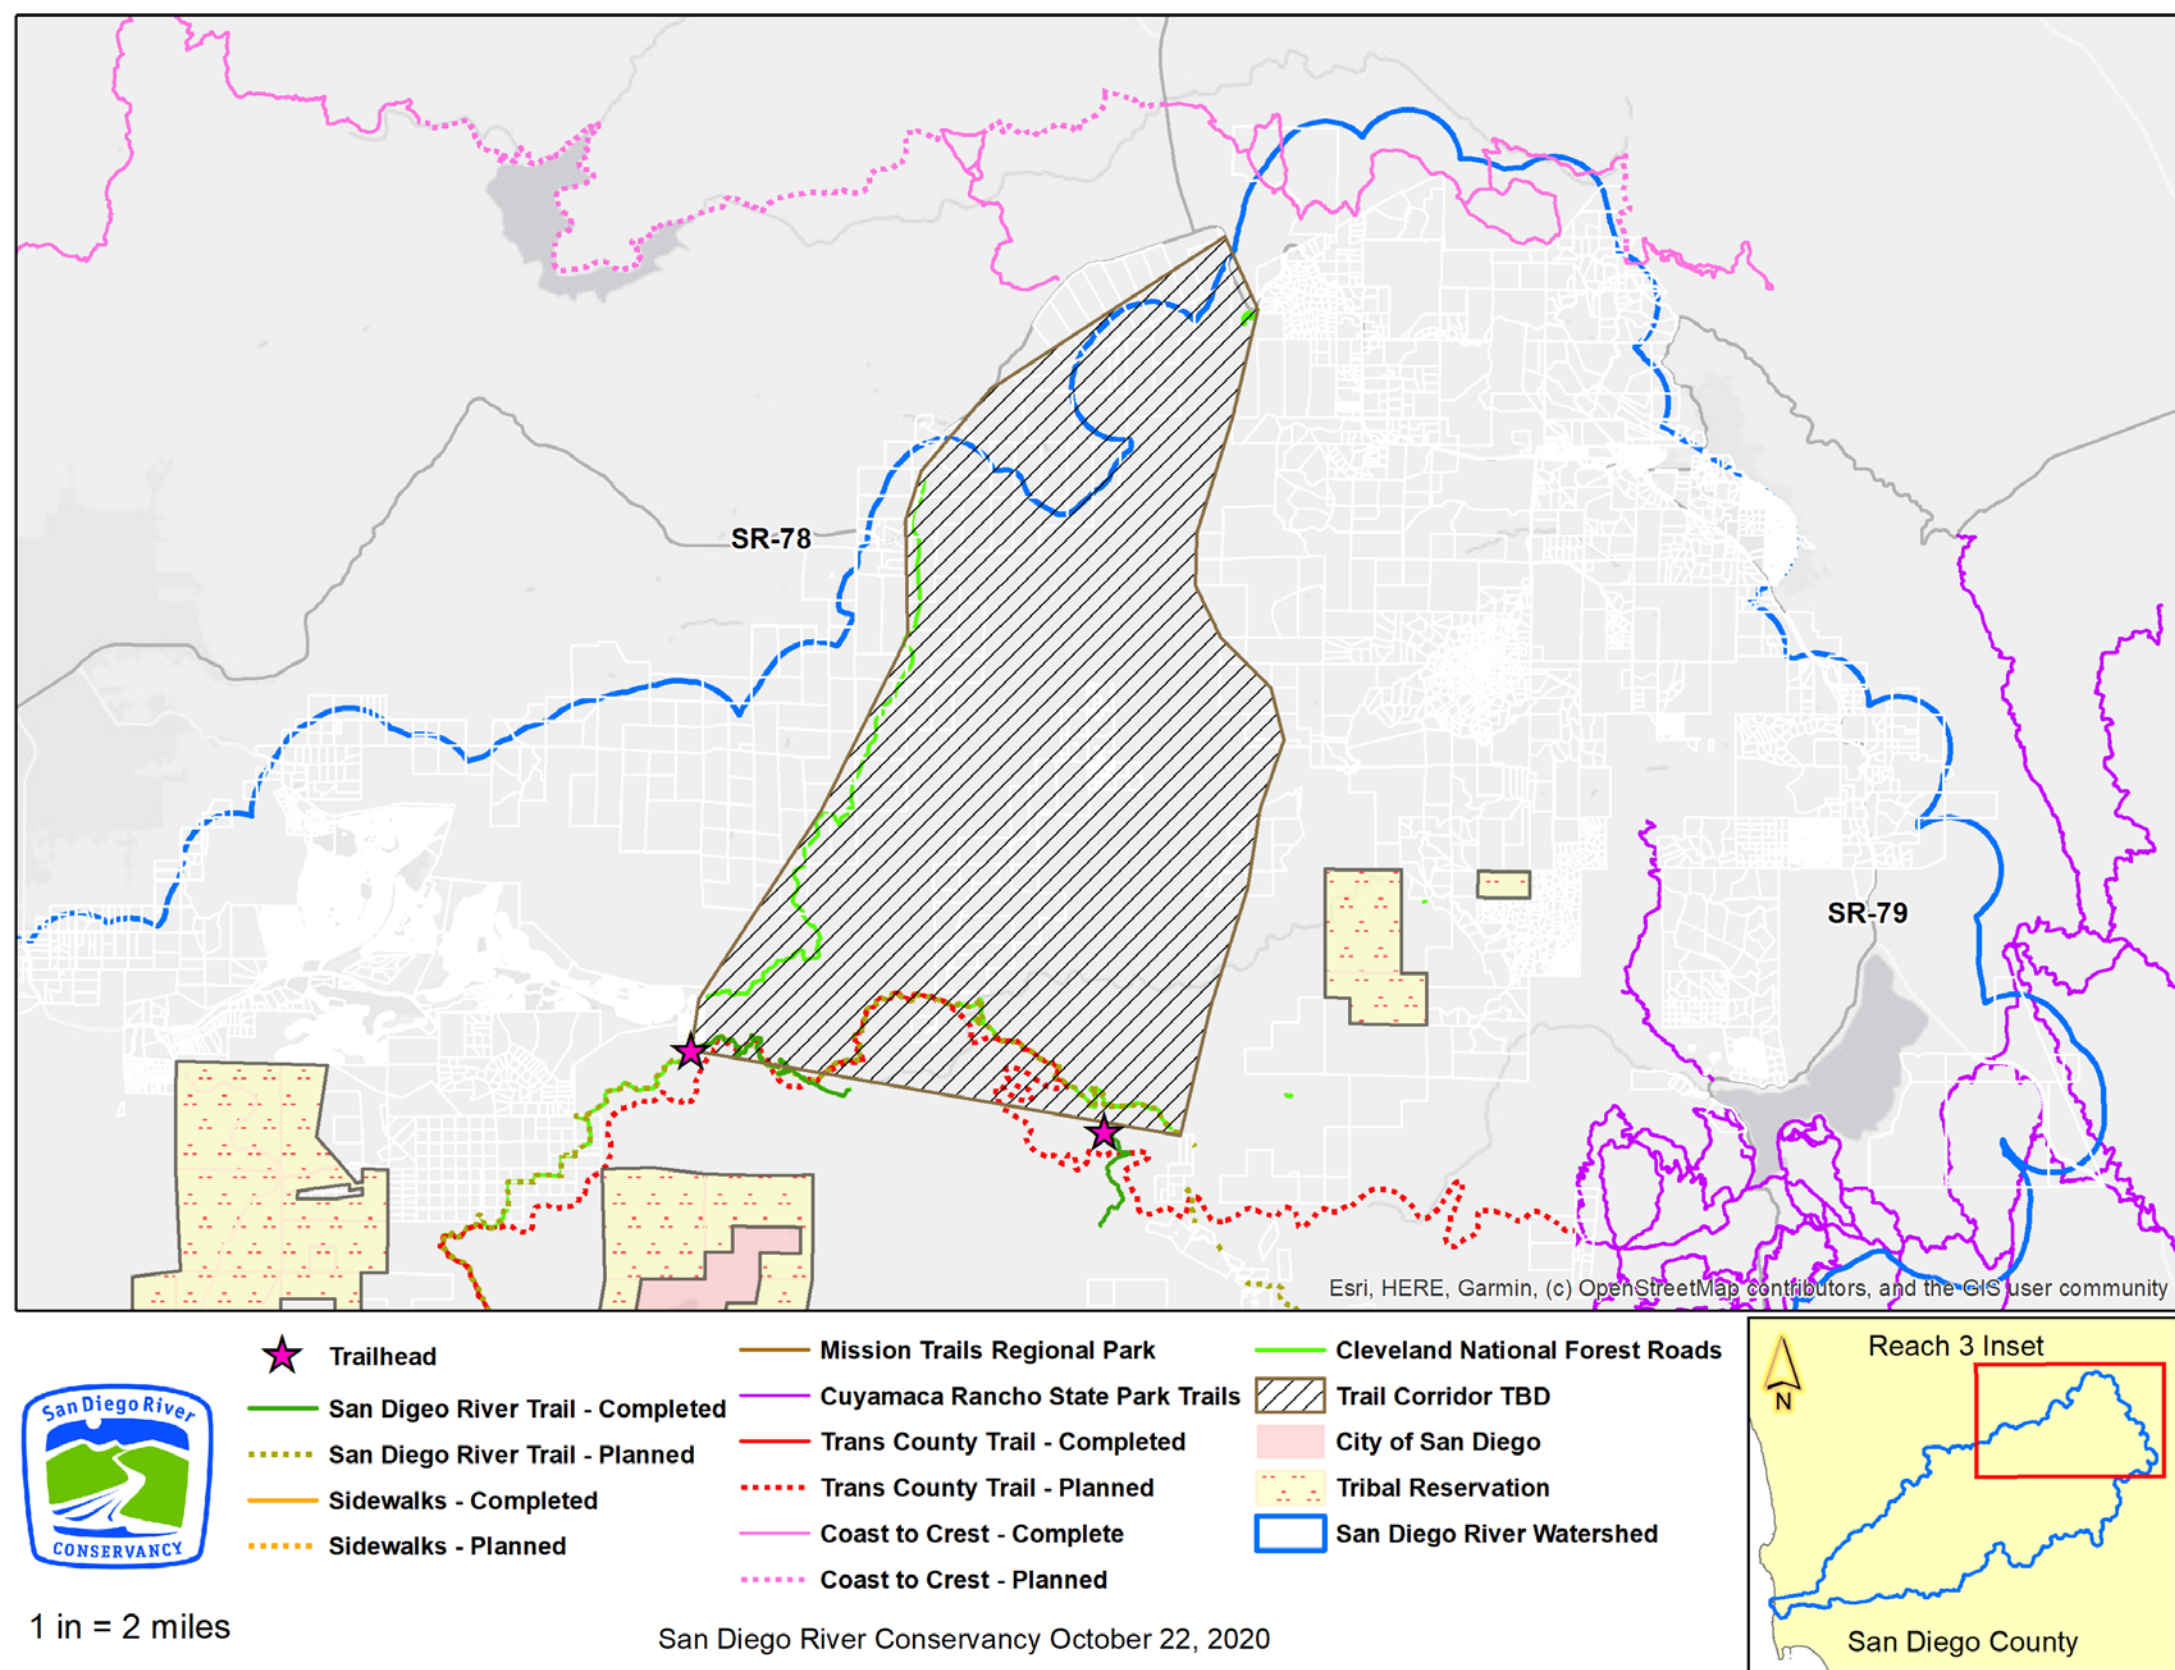 SR-78
SR-79
Esri, HERE, Garmin, (c) OpenStreetMap contributors, and the GIS user community
San Diego River
CONSERVANCY
1 in = 2 miles
Trailhead
San Digeo River Trail - Completed
San Diego River Trail - Planned
Sidewalks - Completed
Sidewalks - Planned
Mission Trails Regional Park
Cuyamaca Rancho State Park Trails
Trans County Trail - Completed
Trans County Trail - Planned
Coast to Crest - Complete
Coast to Crest - Planned
Cleveland National Forest Roads
Trail Corridor TBD
City of San Diego
Tribal Reservation
San Diego River Watershed
San Diego River Conservancy October 22, 2020
Reach 3 Inset
N
San Diego County